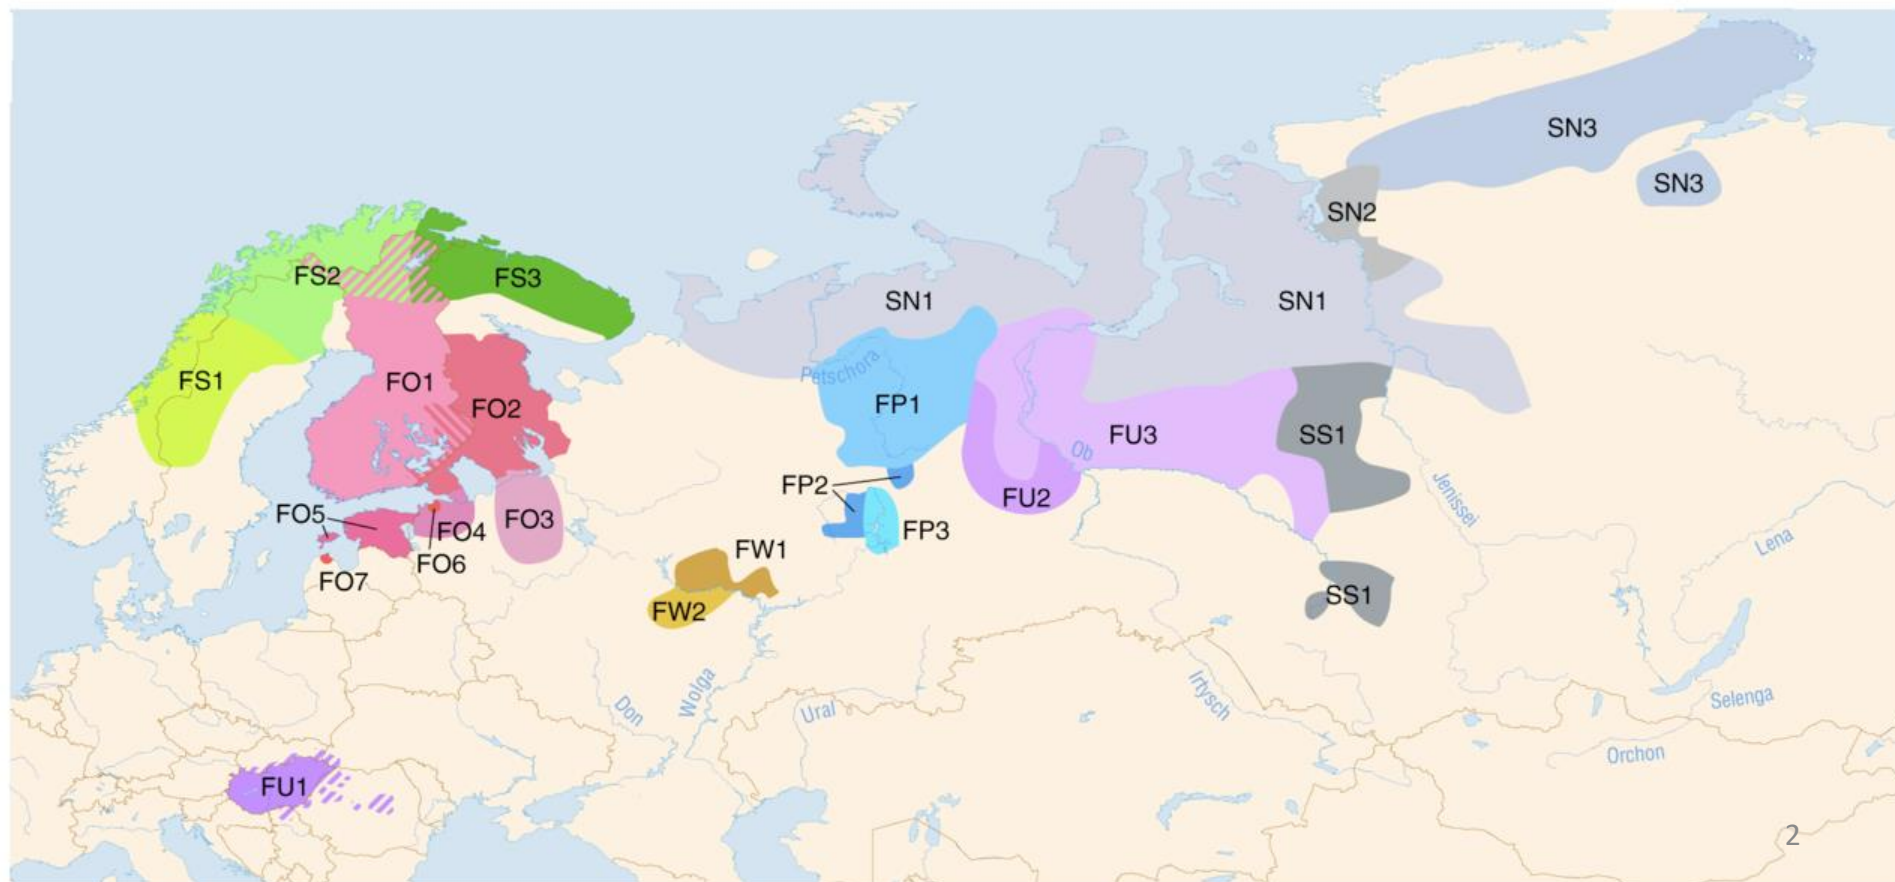 SN3
SN3
SN2
FS2
FS3
SN1
SN1
FS1
FO1
Petschora
FO2
FP1
FU3
SS1
Ob
FP2
FU2
Jenissei
FO5
FO4
FO3
FP3
FW1
Lena
FO6
FO7
FW2
SS1
Don
Wolga
Ural
Irtysch
Selenga
Orchon
FU1
2